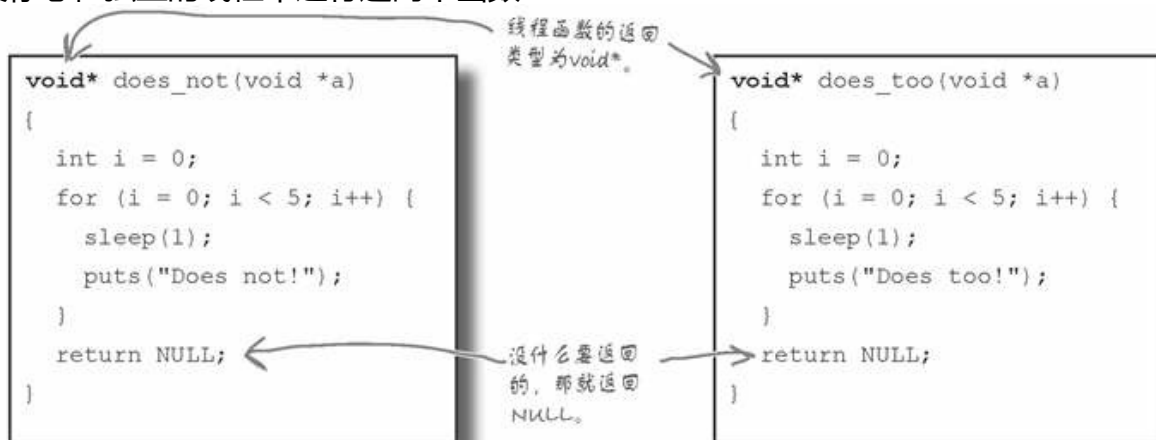 线程函数的返回
类型为void*。
void* does_not(void *a)
{
int i = 0;
for (i = 0; i < 5; i++) {
sleep(1);
puts("Does not!");
}
return NULL;
}
void* does_too(void *a)
{
int i = 0;
for (i = 0; i < 5; i++) {
sleep(1);
puts("Does too!");
}
return NULL;
}
没什么要返回
的，那就返回
NULL。